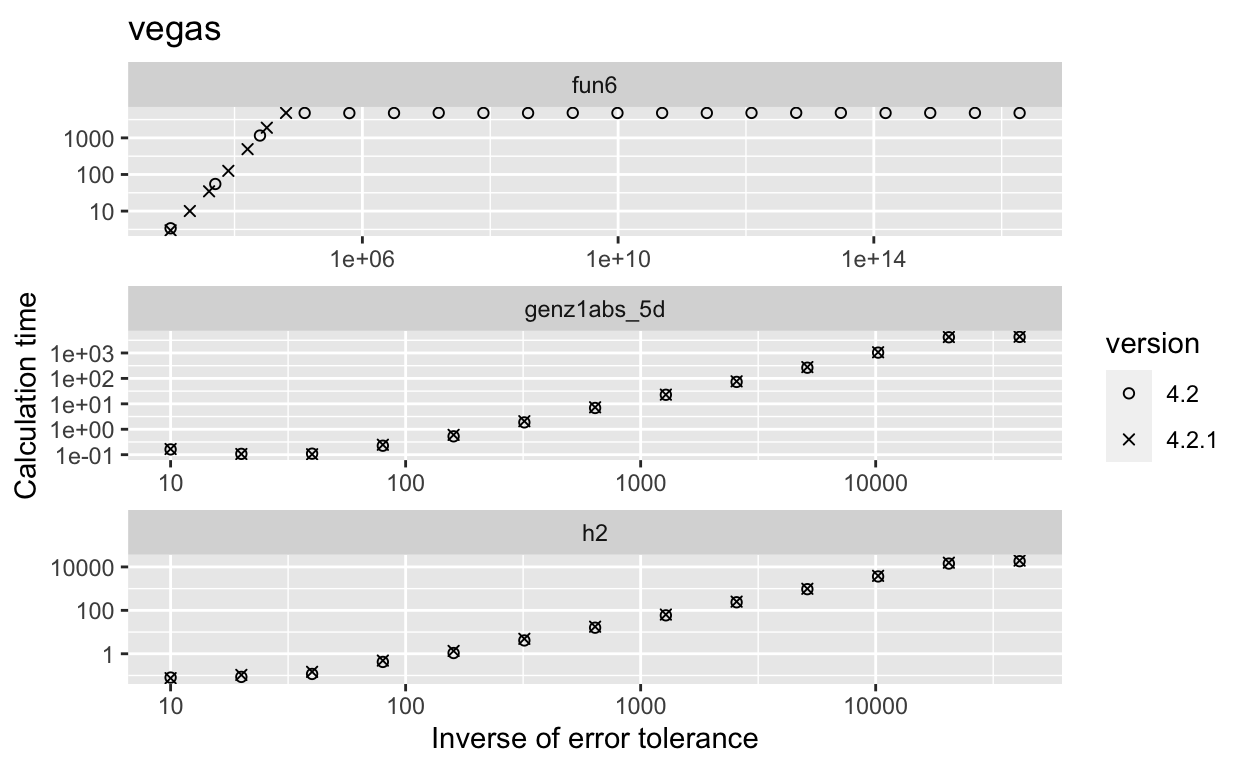 vegas
fun6
1000
100
10
1e+06 1e+10 1e+14
genz1abs_5d
1e+03
1e+02
1e+01
1e+00
1e-01
10 100 1000 10000
h2
10000
100
1
10 100 1000 10000
Inverse of error tolerance
Calculation time
version
4.2
4.2.1